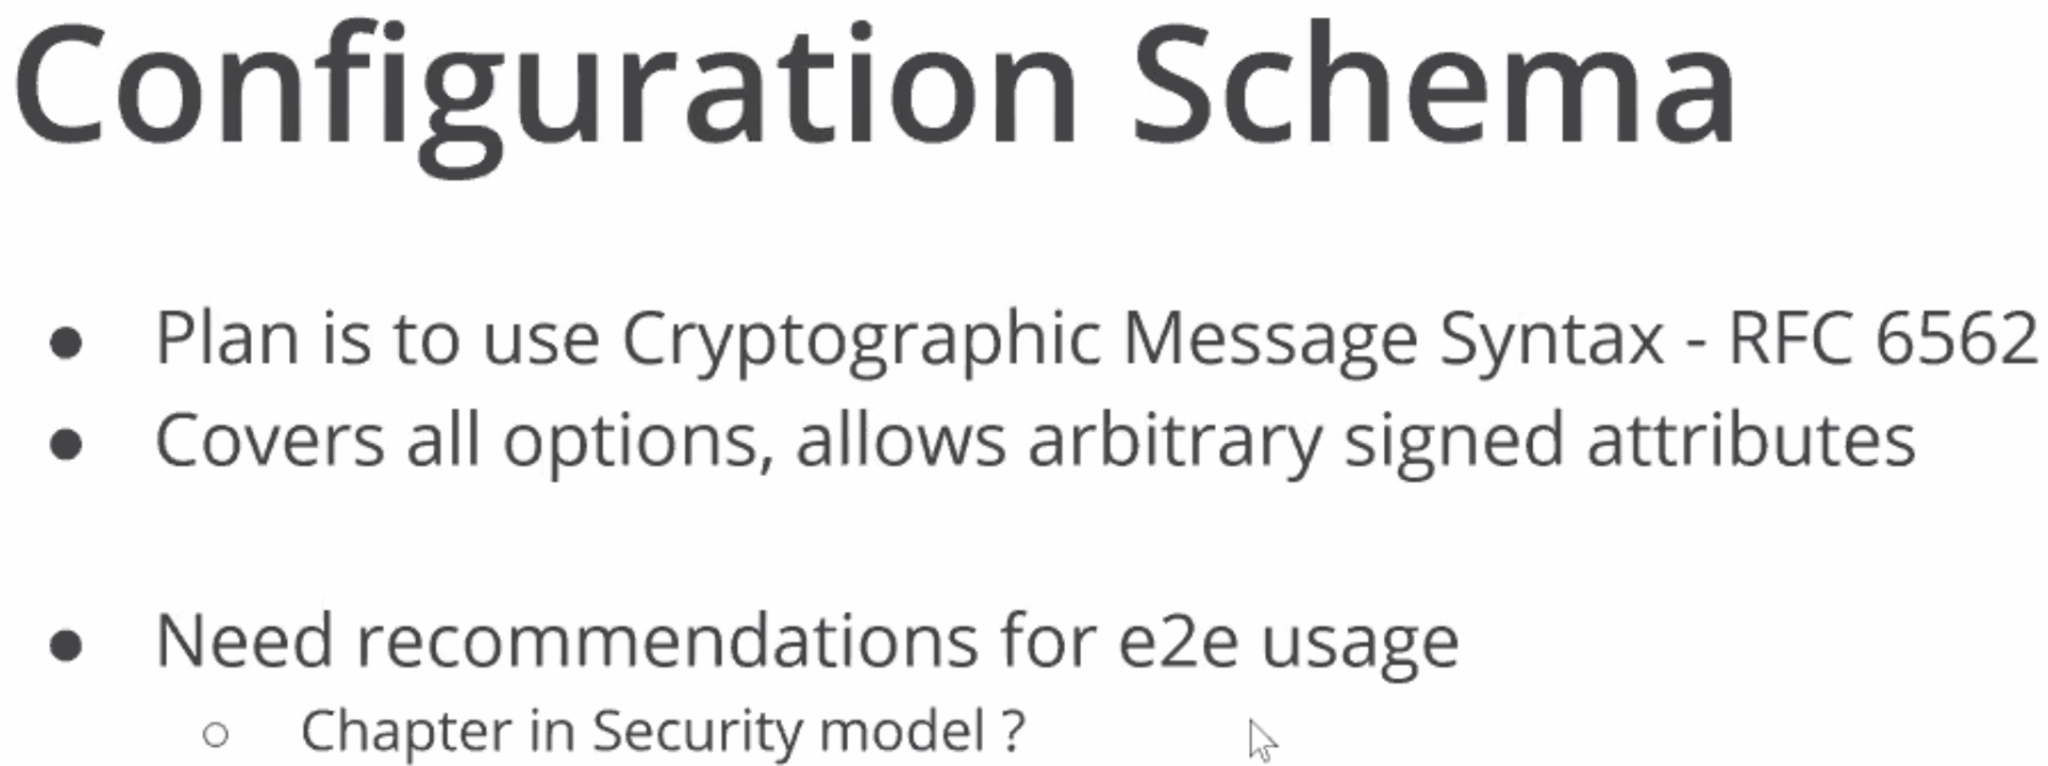 Configuration Schema
● Plan is to use Cryptographic Message Syntax - RFC 6562
● Covers all options, allows arbitrary signed attributes
● Need recommendations for e2e usage
○ Chapter in Security model ?